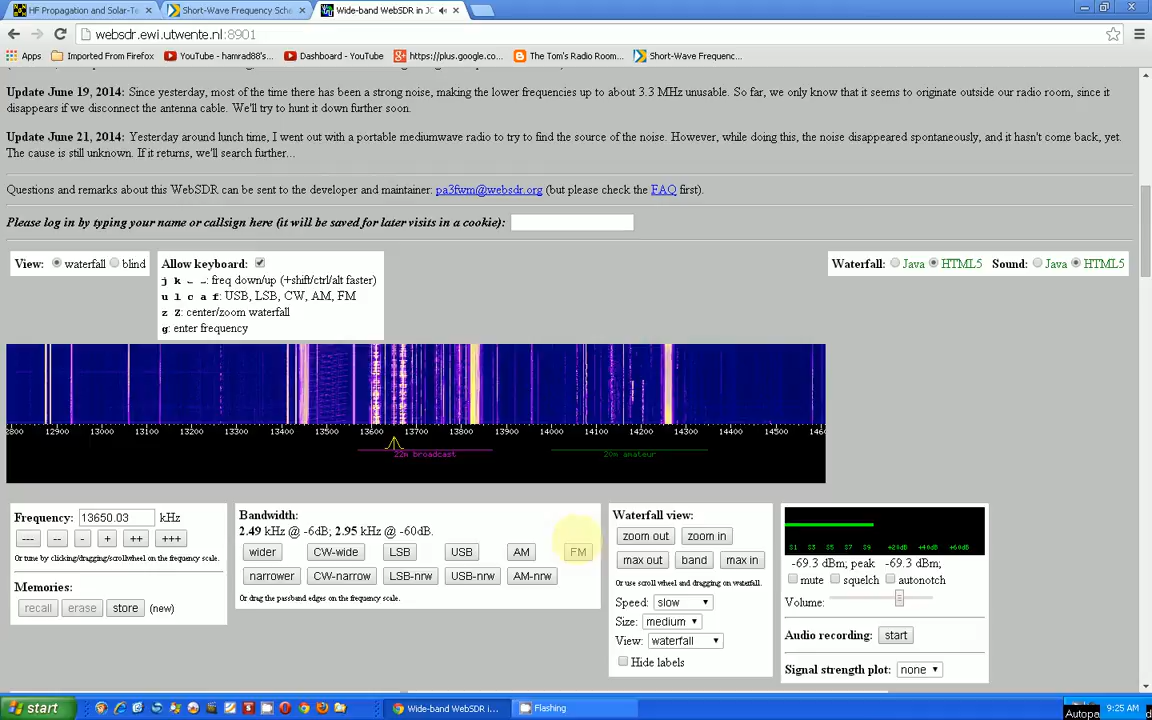 HF Propagation and Solar-Te
Short-Wave Frequency Sche
Wide-band WebSDR in JO
websdr.ewi.utwente.nl:8901
Apps
Imported From Firefox
YouTube - hamrad88's...
Dashboard - YouTube
https://plus.google.co...
The Tom's Radio Room...
Short-Wave Frequenc...
Update June 19, 2014: Since yesterday, most of the time there has been a strong noise, making the lower frequencies up to about 3.3 MHz unusable. So far, we only know that it seems to originate outside our radio room, since it
disappears if we disconnect the antenna cable. We'll try to hunt it down further soon.
Update June 21, 2014: Yesterday around lunch time, I went out with a portable mediumwave radio to try to find the source of the noise. However, while doing this, the noise disappeared spontaneously, and it hasn't come back, yet.
The cause is still unknown. If it returns, we'll search further...
Questions and remarks about this WebSDR can be sent to the developer and maintainer: pa3fwm@websdr.org (but please check the FAQ first).
Please log in by typing your name or callsign here (it will be saved for later visits in a cookie):
View: waterfall blind
Allow keyboard:
j k ← →: freq down/up (+shift/ctrl/alt faster)
u l c a f: USB, LSB, CW, AM, FM
z Z: center/zoom waterfall
g: enter frequency
Waterfall: Java HTML5 Sound: Java HTML5
2800 12900 13000 13100 13200 13300 13400 13500 13600 13700 13800 13900 14000 14100 14200 14300 14400 14500 1460
22m broadcast
20m amateur
Frequency: 13650.03 kHz
--- -- - + ++ +++
Or tune by clicking/dragging/scrollwheel on the frequency scale.
Memories:
recall erase store (new)
Bandwidth:
2.49 kHz @ -6dB; 2.95 kHz @ -60dB.
wider CW-wide LSB USB AM FM
narrower CW-narrow LSB-nrw USB-nrw AM-nrw
Or drag the passband edges on the frequency scale.
Waterfall view:
zoom out zoom in
max out band max in
Or use scroll wheel and dragging on waterfall.
Speed: slow
Size: medium
View: waterfall
Hide labels
S1 S3 S5 S7 S9 +20dB +40dB +60dB
-69.3 dBm; peak -69.3 dBm;
mute squelch autonotch
Volume:
Audio recording: start
Signal strength plot: none
start
Wide-band WebSDR i...
Flashing
9:25 AM
Autopa
d